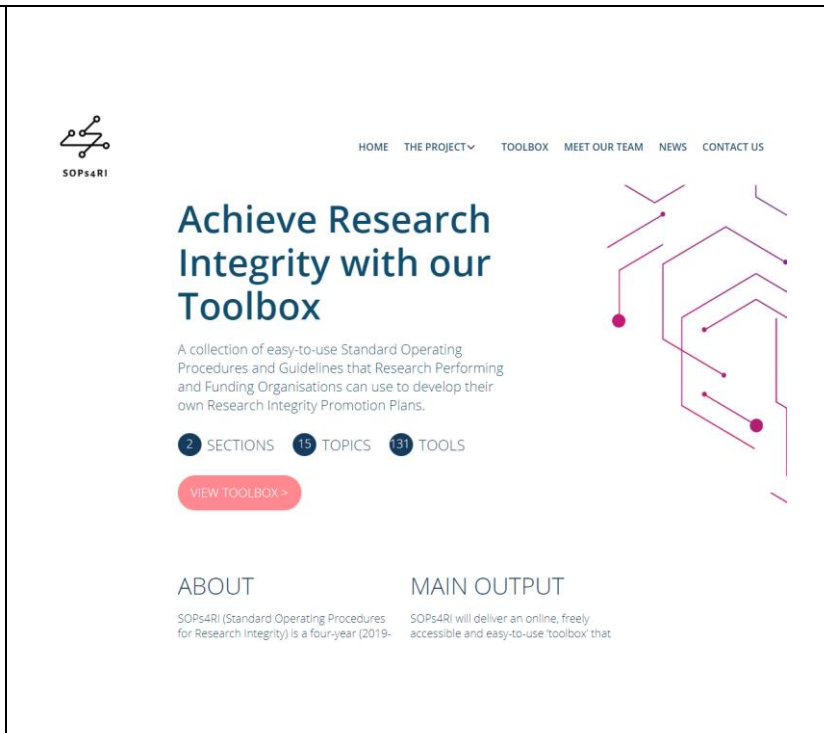 SOPs4RI
HOME THE PROJECT TOOLBOX MEET OUR TEAM NEWS CONTACT US
Achieve Research
Integrity with our
Toolbox
A collection of easy-to-use Standard Operating
Procedures and Guidelines that Research Performing
and Funding Organisations can use to develop their
own Research Integrity Promotion Plans.
2 SECTIONS 15 TOPICS 131 TOOLS
VIEW TOOLBOX >
ABOUT
SOPs4RI (Standard Operating Procedures
for Research Integrity) is a four-year (2019-
MAIN OUTPUT
SOPs4RI will deliver an online, freely
accessible and easy-to-use 'toolbox' that